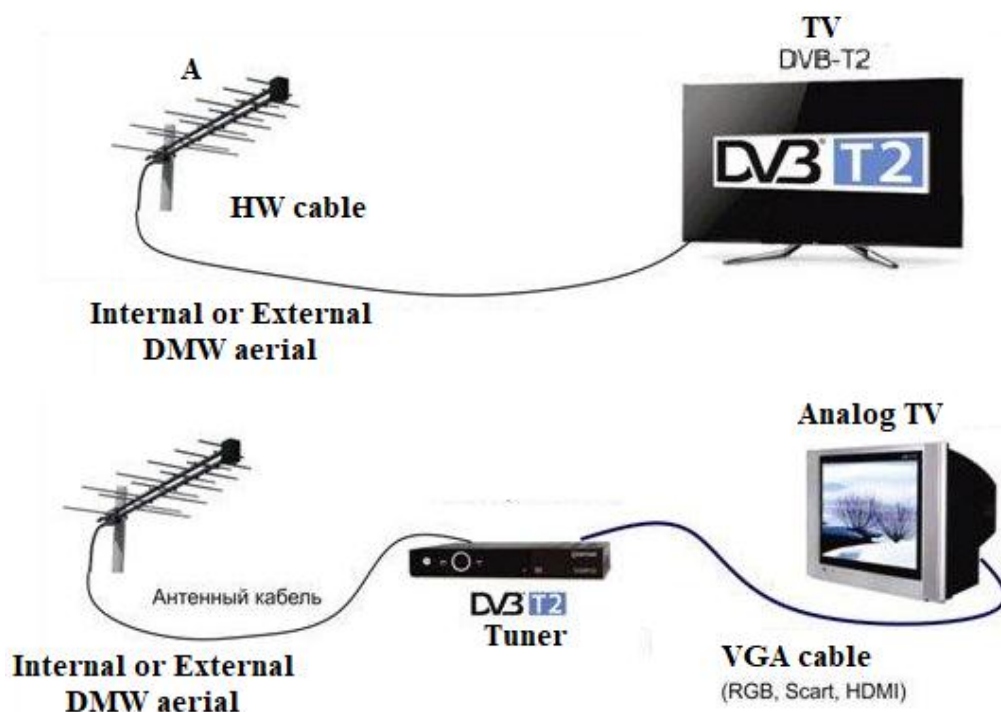 TV
DVB-T2
A
DVB T2
HW cable
Internal or External
DMW aerial
Analog TV
Антенный кабель
DVB T2
Tuner
Internal or External
DMW aerial
VGA cable
(RGB, Scart, HDMI)